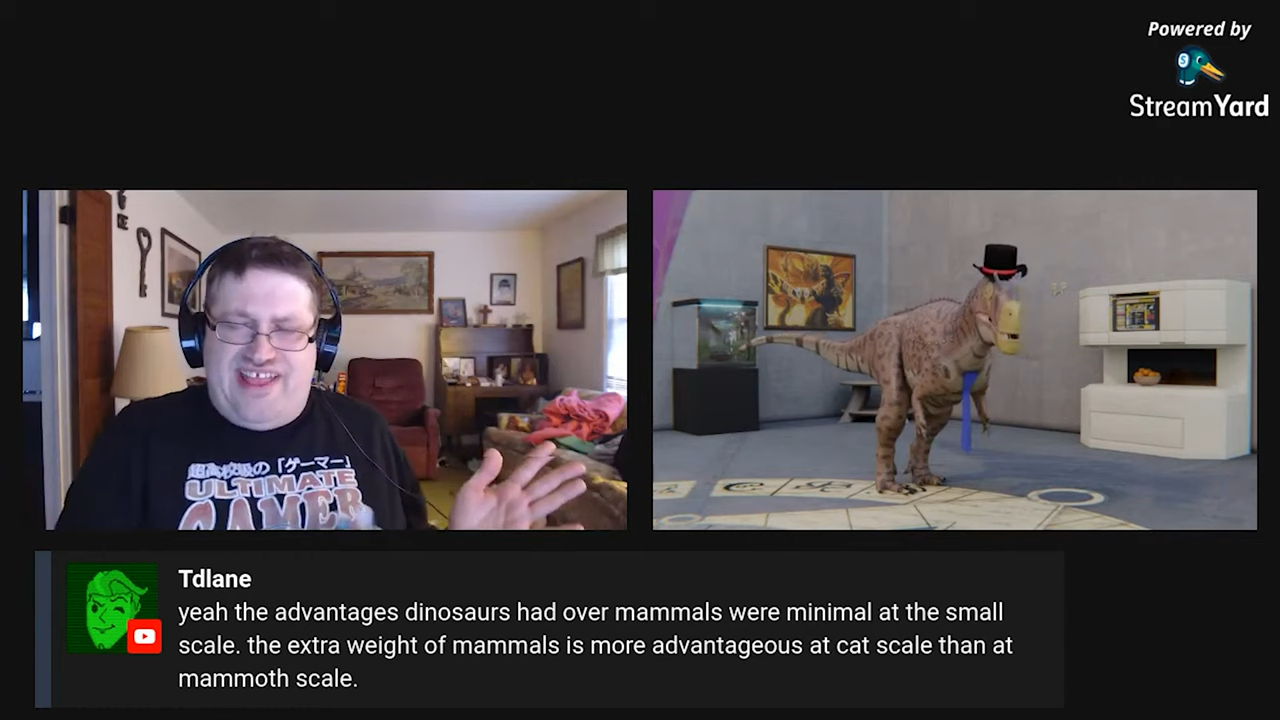 Powered by
StreamYard
超高校級の「ゲーマー」
ULTIMATE
GAMER
Tdlane
yeah the advantages dinosaurs had over mammals were minimal at the small
scale. the extra weight of mammals is more advantageous at cat scale than at
mammoth scale.